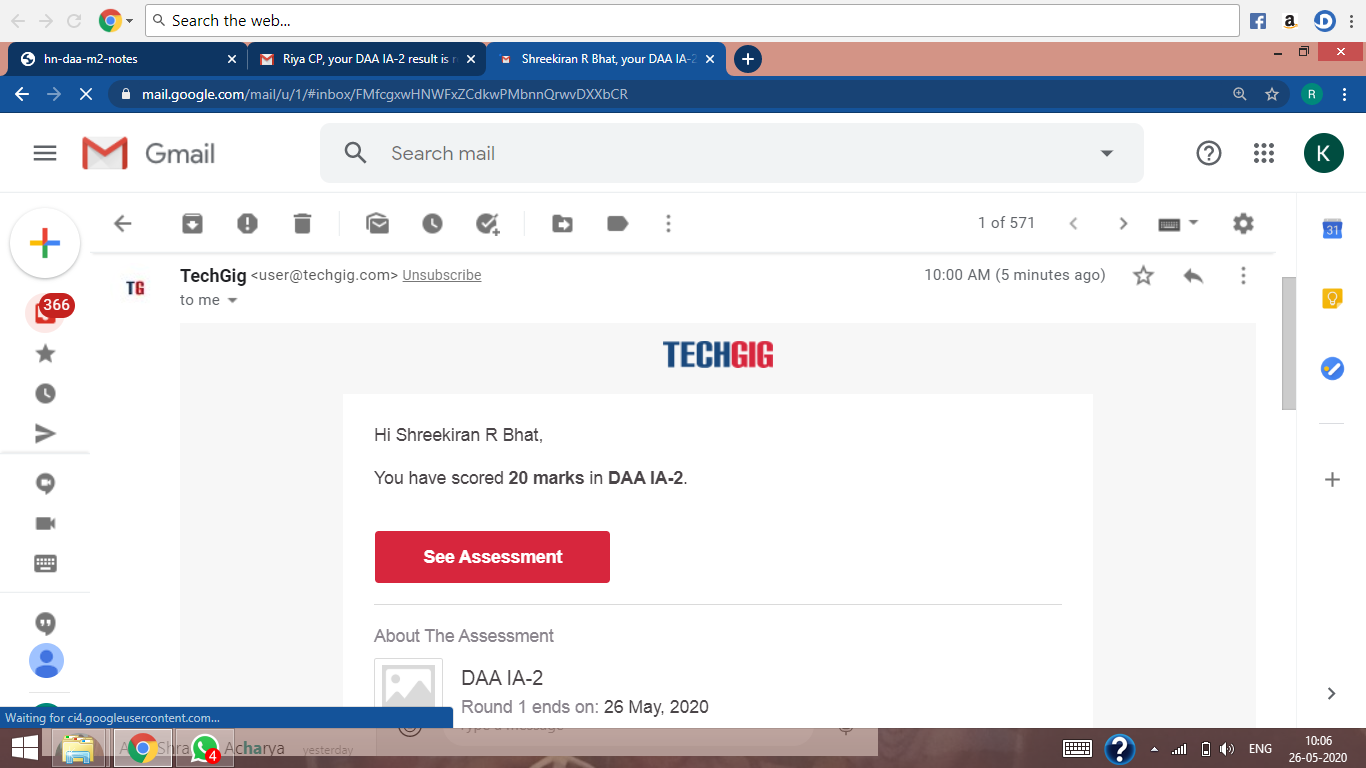 Search the web...
hn-daa-m2-notes
Riya CP, your DAA IA-2 result is r
Shreekiran R Bhat, your DAA IA-2
mail.google.com/mail/u/1/#inbox/FMfcgxwHNWFxZCdkwPMbnnQrwvDXXbCR
R
Gmail
Search mail
K
1 of 571
31
TG
TechGig <user@techgig.com> Unsubscribe
10:00 AM (5 minutes ago)
to me
366
TECHGIG
Hi Shreekiran R Bhat,
You have scored 20 marks in DAA IA-2.
See Assessment
About The Assessment
DAA IA-2
Round 1 ends on: 26 May, 2020
Waiting for ci4.googleusercontent.com...
Type a message
Acharya
yesterday
4
ENG
10:06
26-05-2020